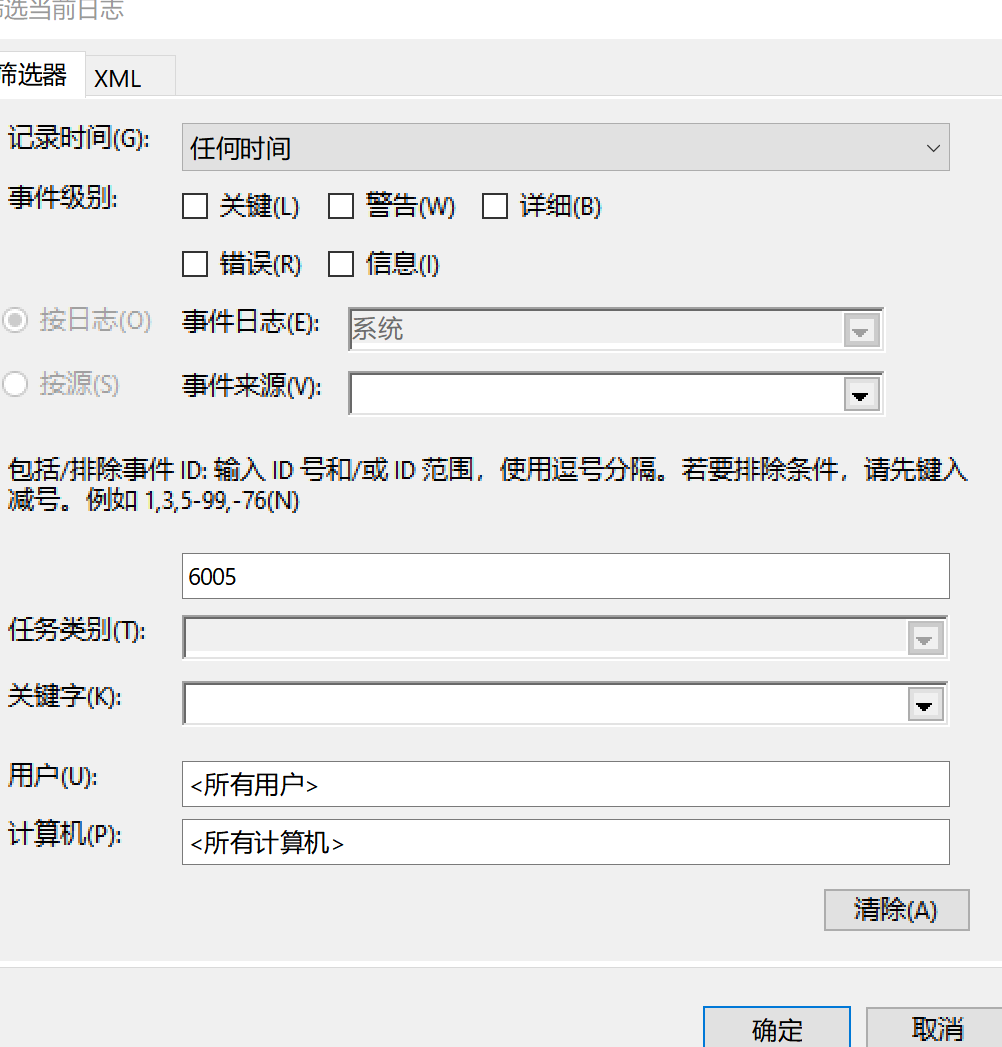 筛选当前日志
筛选器 XML
记录时间(G): 任何时间
事件级别: 关键(L) 警告(W) 详细(B)
错误(R) 信息(I)
按日志(O) 事件日志(E): 系统
按源(S) 事件来源(V):
包括/排除事件 ID: 输入 ID 号和/或 ID 范围，使用逗号分隔。若要排除条件，请先键入
减号。例如 1,3,5-99,-76(N)
6005
任务类别(T):
关键字(K):
用户(U): <所有用户>
计算机(P): <所有计算机>
清除(A)
确定 取消